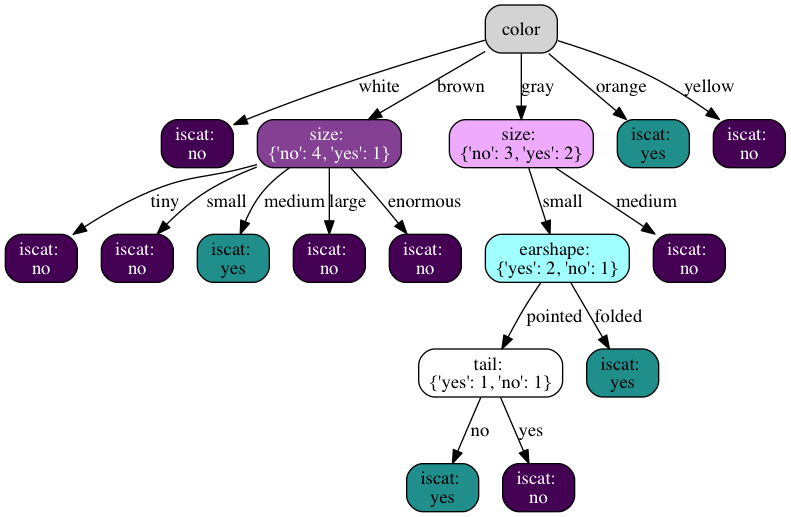 color
white
brown
gray
orange
yellow
iscat:
no
size:
{'no': 4, 'yes': 1}
size:
{'no': 3, 'yes': 2}
iscat:
yes
iscat:
no
tiny
small
medium
large
enormous
small
medium
iscat:
no
iscat:
no
iscat:
yes
iscat:
no
iscat:
no
earshape:
{'yes': 2, 'no': 1}
iscat:
no
pointed
folded
tail:
{'yes': 1, 'no': 1}
iscat:
yes
no
yes
iscat:
yes
iscat:
no